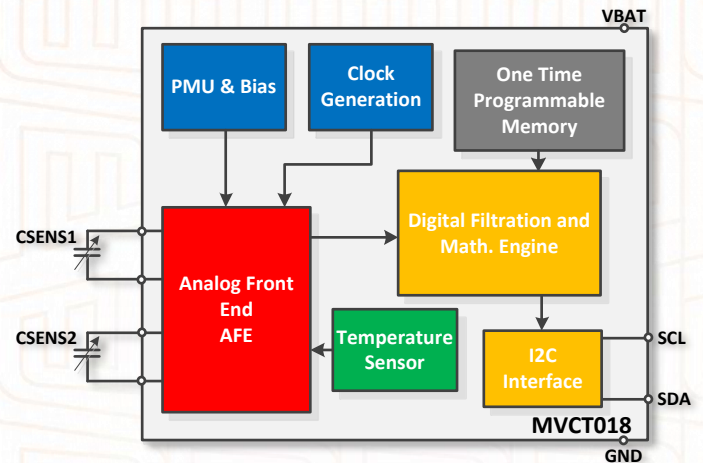 VBAT
PMU & Bias
Clock
Generation
One Time
Programmable
Memory
CSENS1
Digital Filtration and
Math. Engine
Analog Front
End
AFE
CSENS2
Temperature
Sensor
I2C
Interface
SCL
SDA
MVCT018
GND